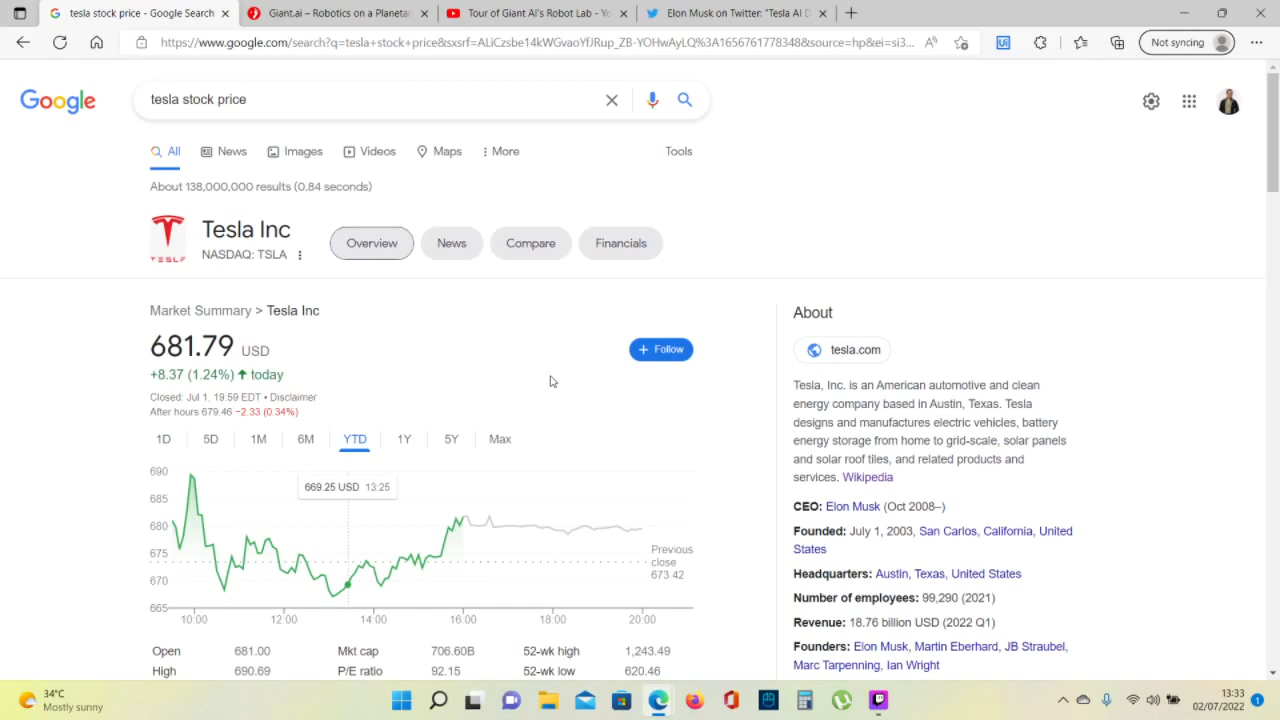 tesla stock price - Google Search
Giant.ai – Robotics on a Planetar
Tour of Giant AI's Robot Lab - Yo
Elon Musk on Twitter: "Tesla AI D
https://www.google.com/search?q=tesla+stock+price&sxsrf=ALiCzsbe14kWGvaoYfJRup_ZB-YOHwAyLQ%3A1656761778348&source=hp&ei=si3...
Not syncing
Google
tesla stock price
All
News
Images
Videos
Maps
More
Tools
About 138,000,000 results (0.84 seconds)
TESLA
Tesla Inc
NASDAQ: TSLA
Overview
News
Compare
Financials
Market Summary > Tesla Inc
681.79 USD
+8.37 (1.24%) today
Closed: Jul 1, 19:59 EDT • Disclaimer
After hours 679.46 −2.33 (0.34%)
+ Follow
1D
5D
1M
6M
YTD
1Y
5Y
Max
690
685
680
675
670
665
669.25 USD 13:25
Previous
close
673.42
10:00
12:00
14:00
16:00
18:00
20:00
Open 681.00
Mkt cap 706.60B
52-wk high 1,243.49
High 690.69
P/E ratio 92.15
52-wk low 620.46
About
tesla.com
Tesla, Inc. is an American automotive and clean
energy company based in Austin, Texas. Tesla
designs and manufactures electric vehicles, battery
energy storage from home to grid-scale, solar panels
and solar roof tiles, and related products and
services. Wikipedia
CEO: Elon Musk (Oct 2008–)
Founded: July 1, 2003, San Carlos, California, United
States
Headquarters: Austin, Texas, United States
Number of employees: 99,290 (2021)
Revenue: 18.76 billion USD (2022 Q1)
Founders: Elon Musk, Martin Eberhard, JB Straubel,
Marc Tarpenning, Ian Wright
34°C
Mostly sunny
13:33
02/07/2022
1